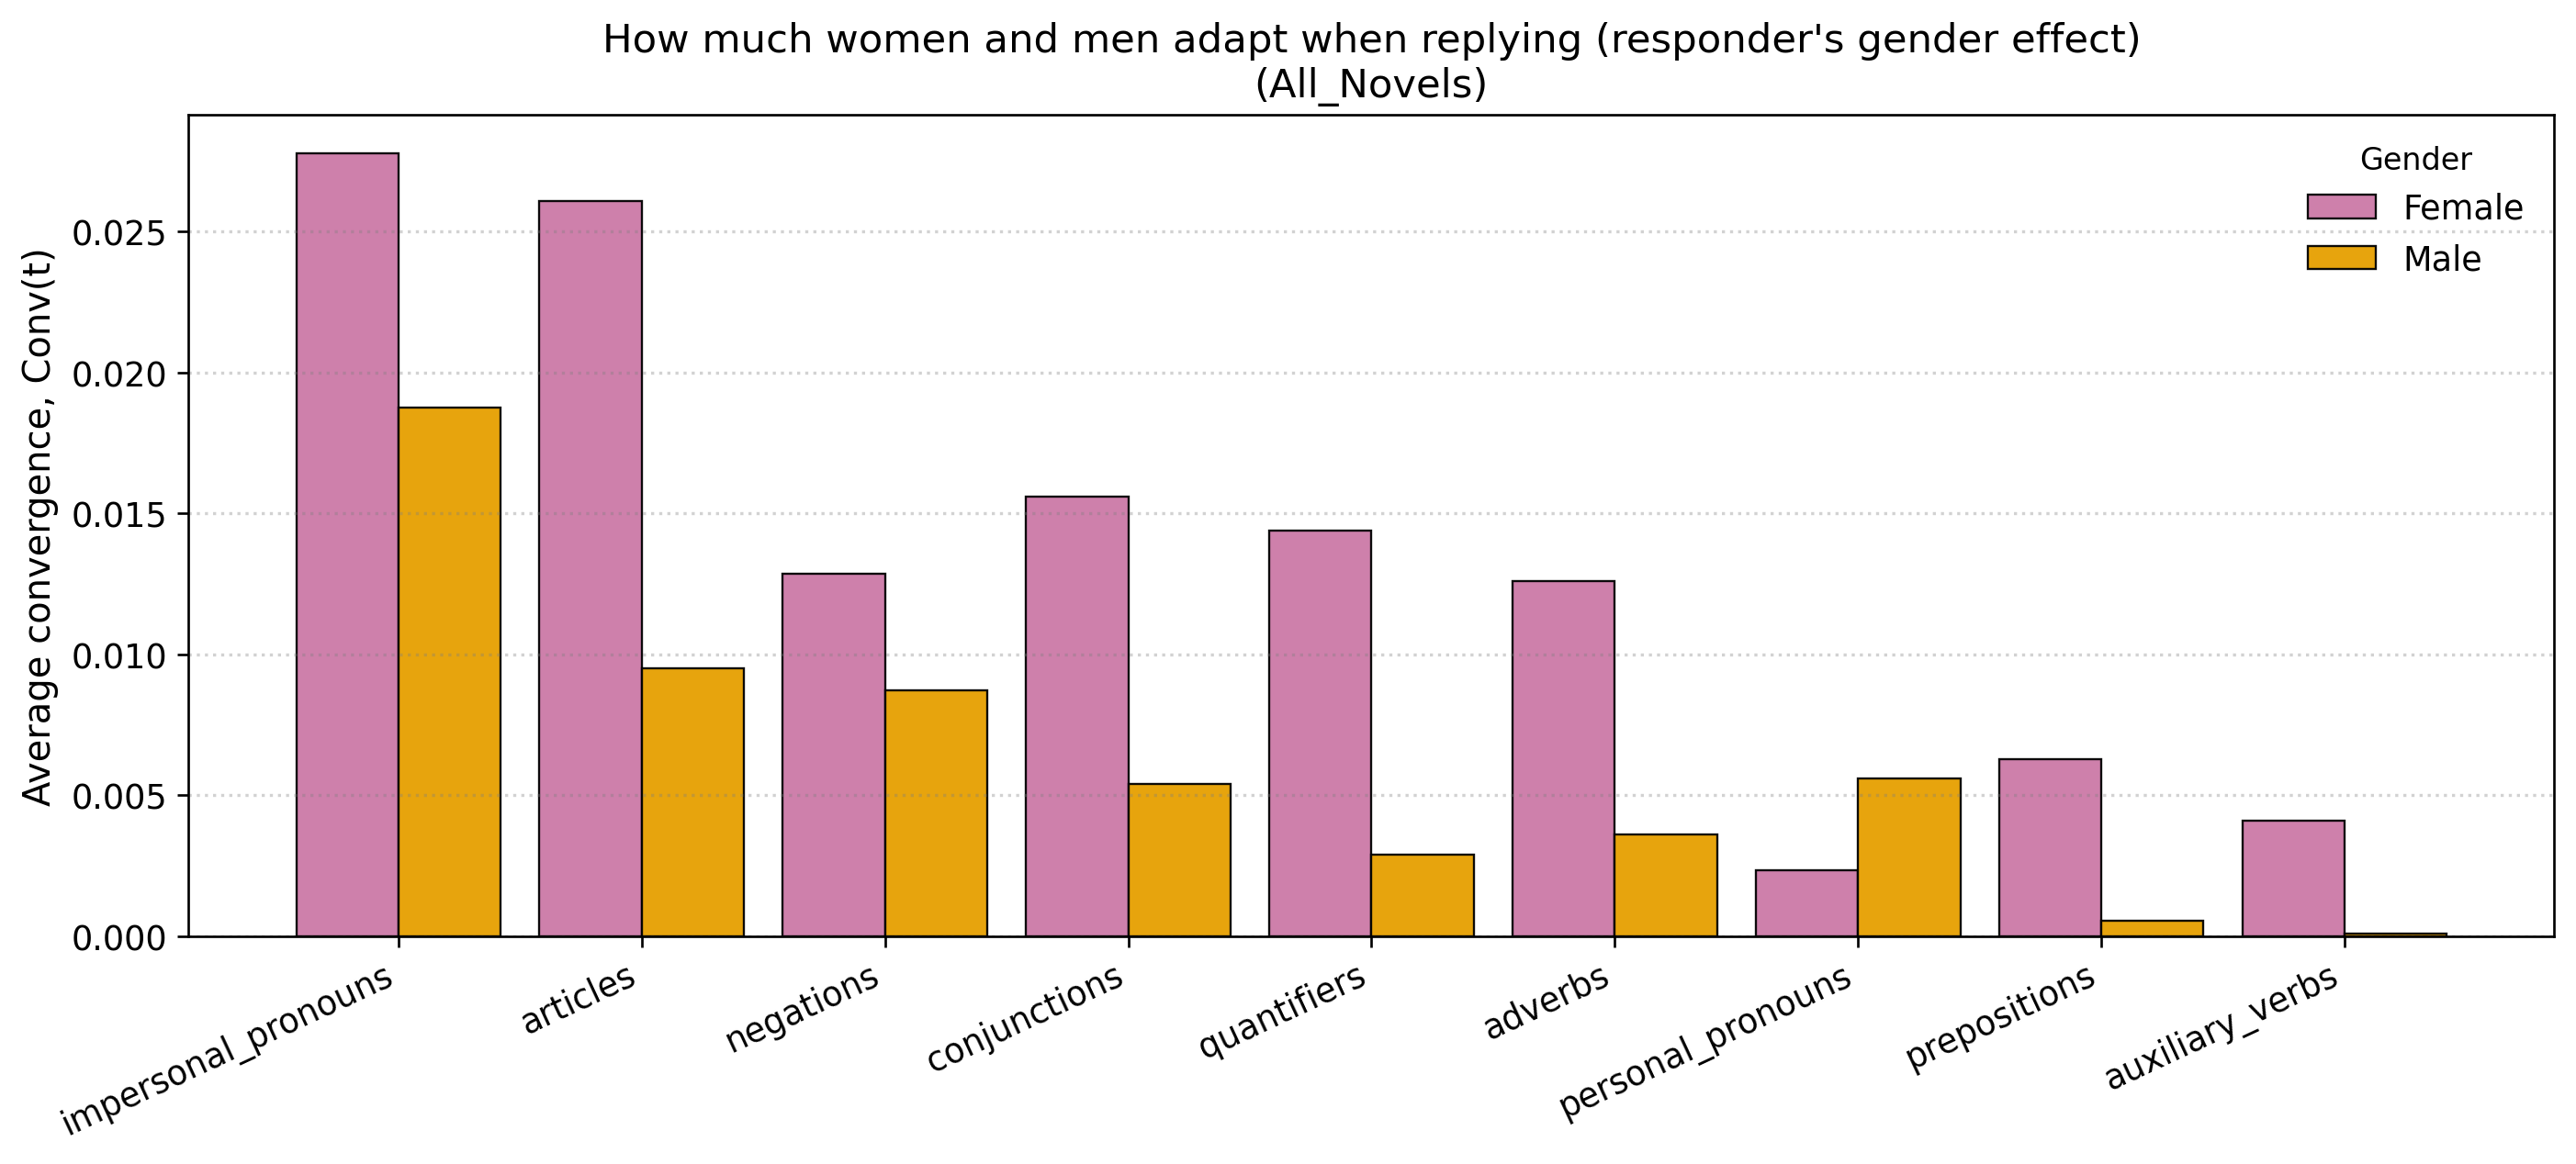 How much women and men adapt when replying (responder's gender effect)
(All_Novels)
Average convergence, Conv(t)
0.025
0.020
0.015
0.010
0.005
0.000
Gender
Female
Male
impersonal_pronouns
articles
negations
conjunctions
quantifiers
adverbs
personal_pronouns
prepositions
auxiliary_verbs